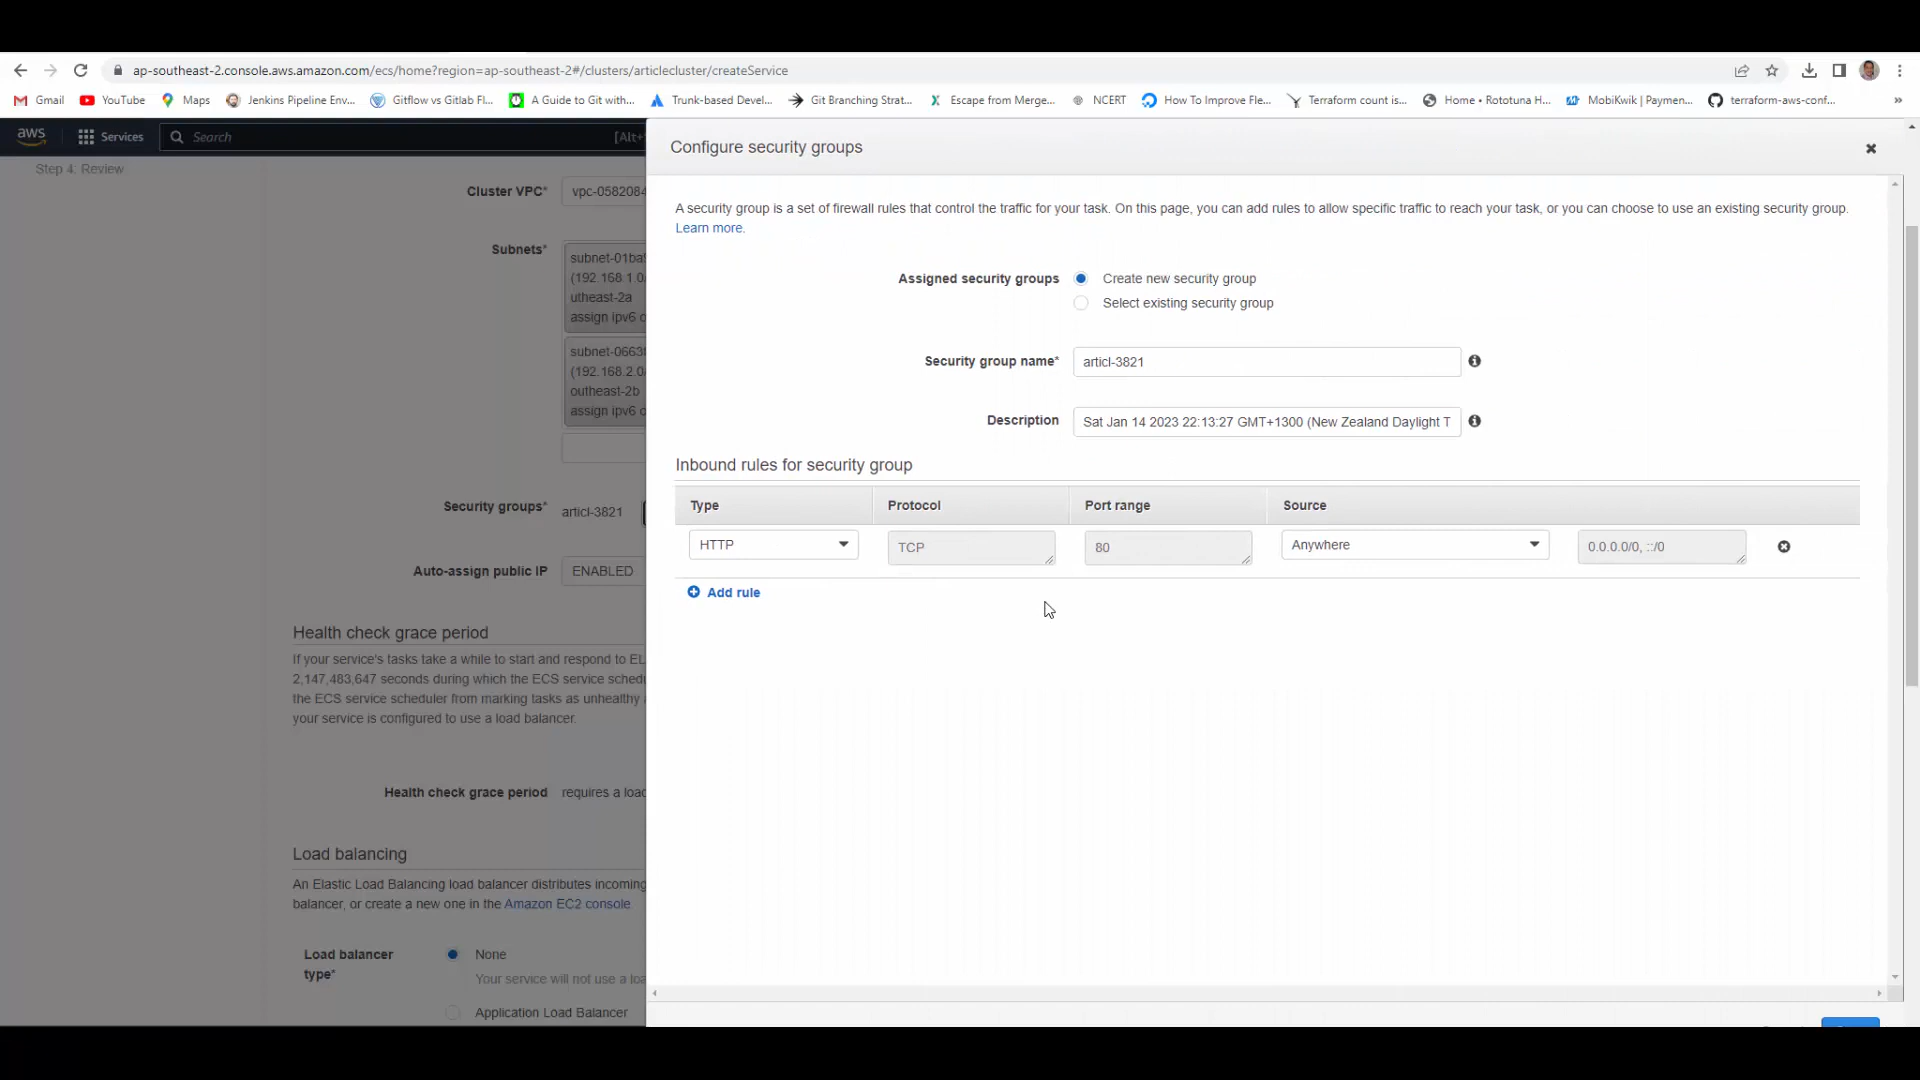 ap-southeast-2.console.aws.amazon.com/ecs/home?region=ap-southeast-2#/clusters/articlecluster/createService
Gmail YouTube Maps Jenkins Pipeline Env... Gitflow vs Gitlab Fl... A Guide to Git with... Trunk-based Devel... Git Branching Strat... Escape from Merge... NCERT How To Improve Fle... Terraform count is... Home • Rototuna H... MobiKwik | Paymen... terraform-aws-conf... »
aws Services Search [Alt+
Step 4: Review
Cluster VPC* vpc-0582084
Subnets*
subnet-01ba
(192.168.1.0
utheast-2a
assign ipv6 o
subnet-0663
(192.168.2.0
outheast-2b
assign ipv6 o
Security groups* articl-3821
Auto-assign public IP ENABLED
Health check grace period
If your service's tasks take a while to start and respond to EL
2,147,483,647 seconds during which the ECS service schedu
the ECS service scheduler from marking tasks as unhealthy
your service is configured to use a load balancer.
Health check grace period requires a loa
Load balancing
An Elastic Load Balancing load balancer distributes incoming
balancer, or create a new one in the Amazon EC2 console
Load balancer
type*
None
Your service will not use a loa
Application Load Balancer
Configure security groups
A security group is a set of firewall rules that control the traffic for your task. On this page, you can add rules to allow specific traffic to reach your task, or you can choose to use an existing security group.
Learn more.
Assigned security groups Create new security group
Select existing security group
Security group name* articl-3821
Description Sat Jan 14 2023 22:13:27 GMT+1300 (New Zealand Daylight T
Inbound rules for security group
Type Protocol Port range Source
HTTP TCP 80 Anywhere 0.0.0.0/0, ::/0
Add rule